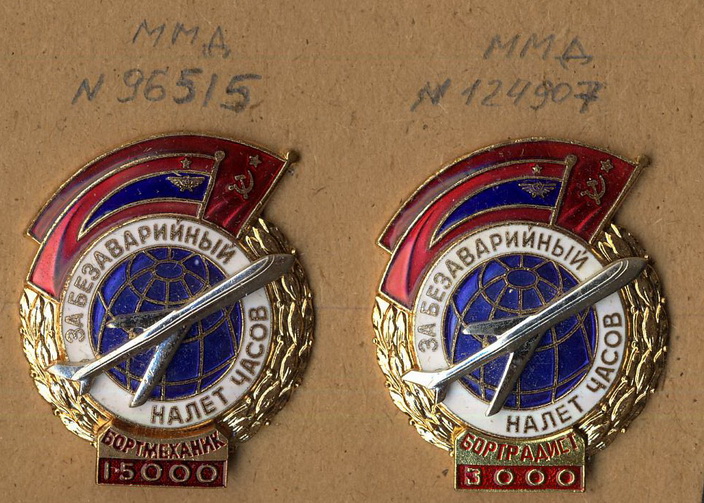 ММД
N 96515
ММД
N 124907
ЗА БЕЗАВАРИЙНЫЙ
НАЛЕТ ЧАСОВ
БОРТМЕХАНИК
15000
ЗА БЕЗАВАРИЙНЫЙ
НАЛЕТ ЧАСОВ
БОРТРАДИСТ
3000